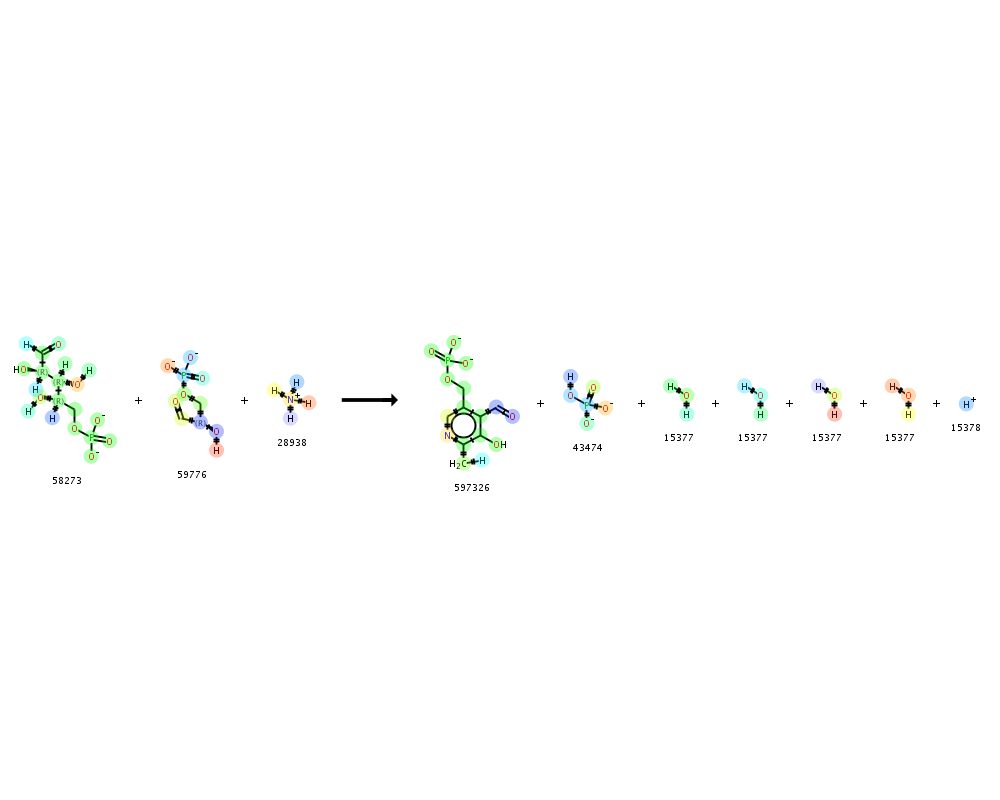 H O
HO (R) H H
H (R) O
O (R)
H H
O O⁻
P O
O⁻
58273
+
O⁻ O⁻
P O
O O
(R) O
H
59776
+
H H
N⁺ H
H
28938
O⁻
O P O⁻
O
O
N OH
H₂C H
597326
+
H
O O
P O⁻
O⁻
43474
+
H O
H
15377
+
H O
H
15377
+
H O
H
15377
+
H O
H
15377
+
H⁺
15378